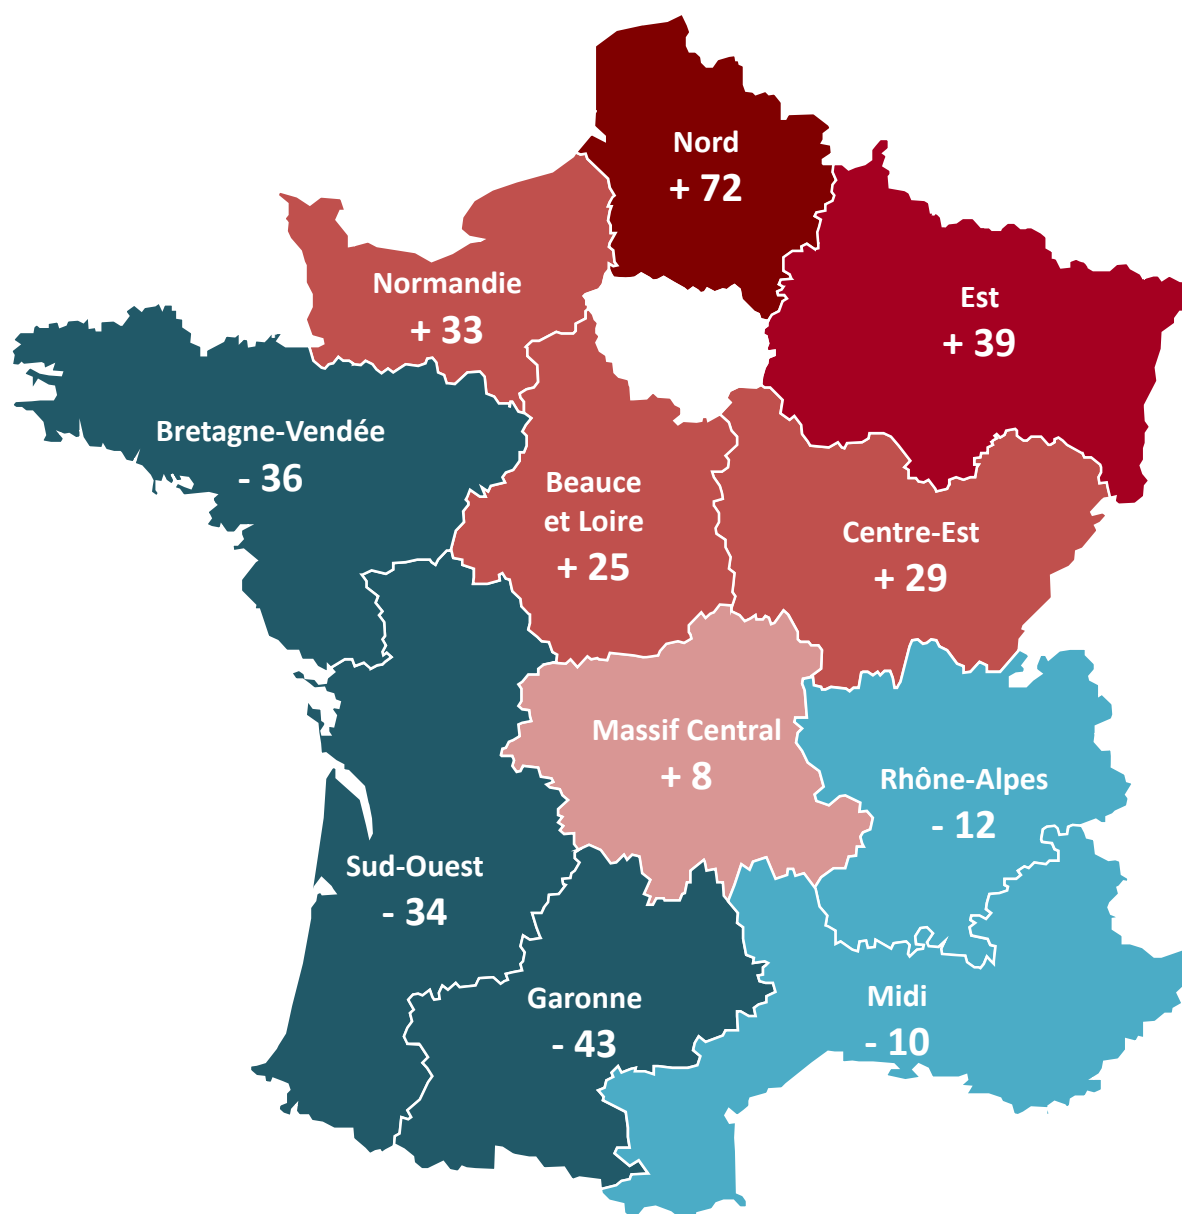 Nord
+ 72
Normandie
+ 33
Est
+ 39
Bretagne-Vendée
- 36
Beauce
et Loire
+ 25
Centre-Est
+ 29
Massif Central
+ 8
Rhône-Alpes
- 12
Sud-Ouest
- 34
Garonne
- 43
Midi
- 10